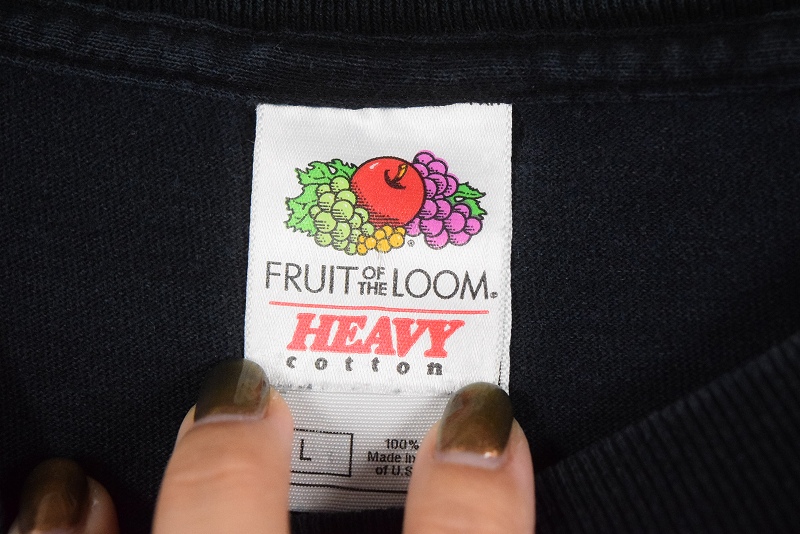 FRUIT OF THE LOOM®
HEAVY
cotton
L
100%
Made in
of U.S